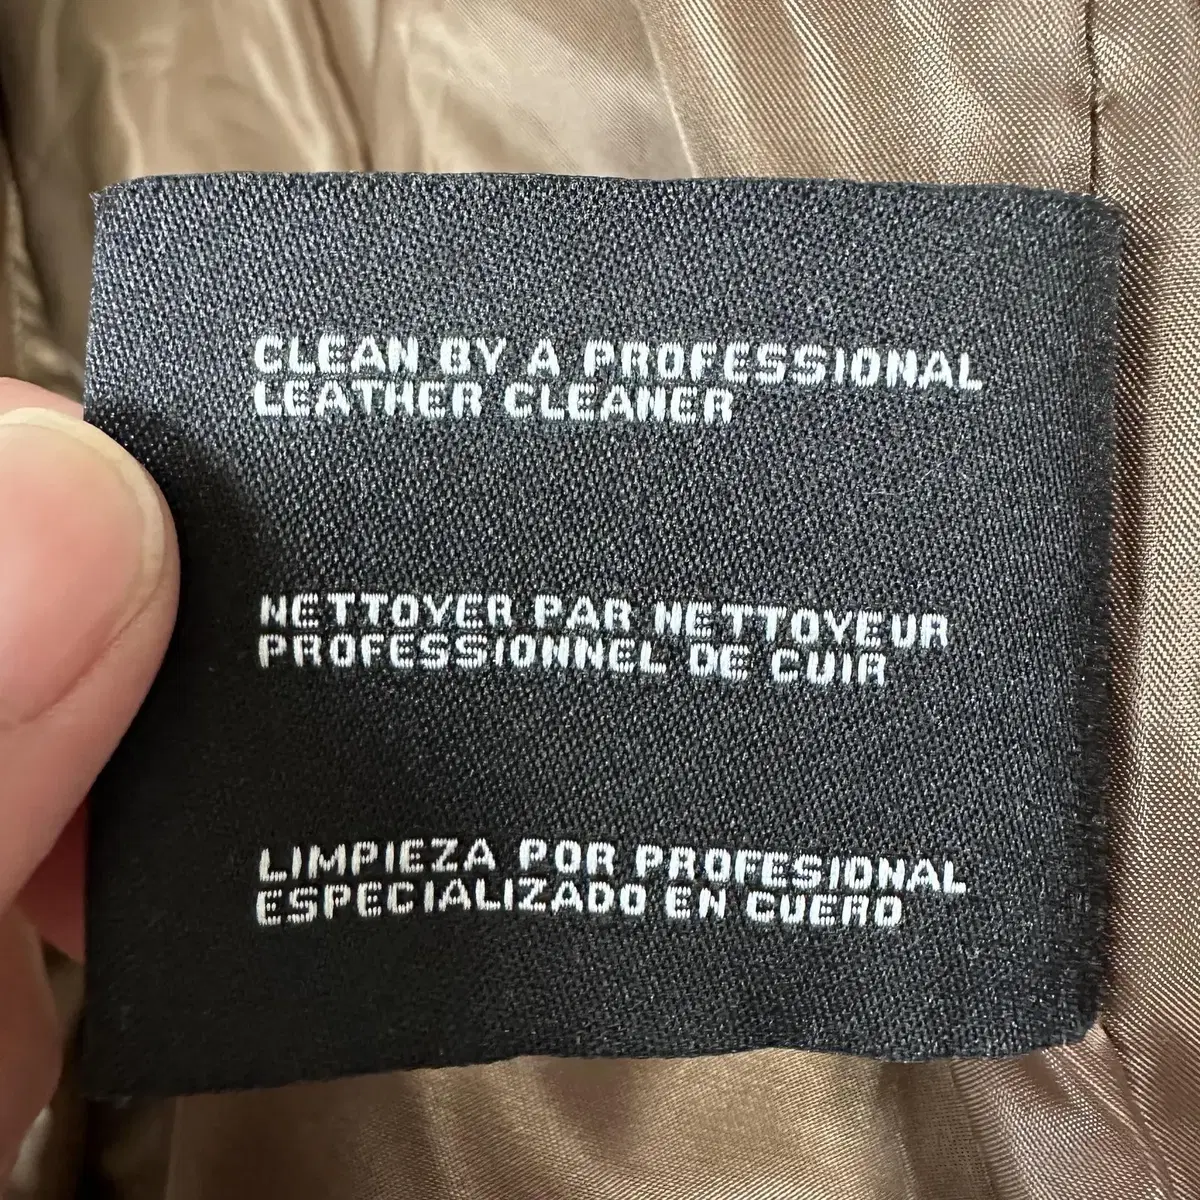 CLEAN BY A PROFESSIONAL
LEATHER CLEANER
NETTOYER PAR NETTOYEUR
PROFESSIONNEL DE CUIR
LIMPIEZA POR PROFESIONAL
ESPECIALIZADO EN CUERO